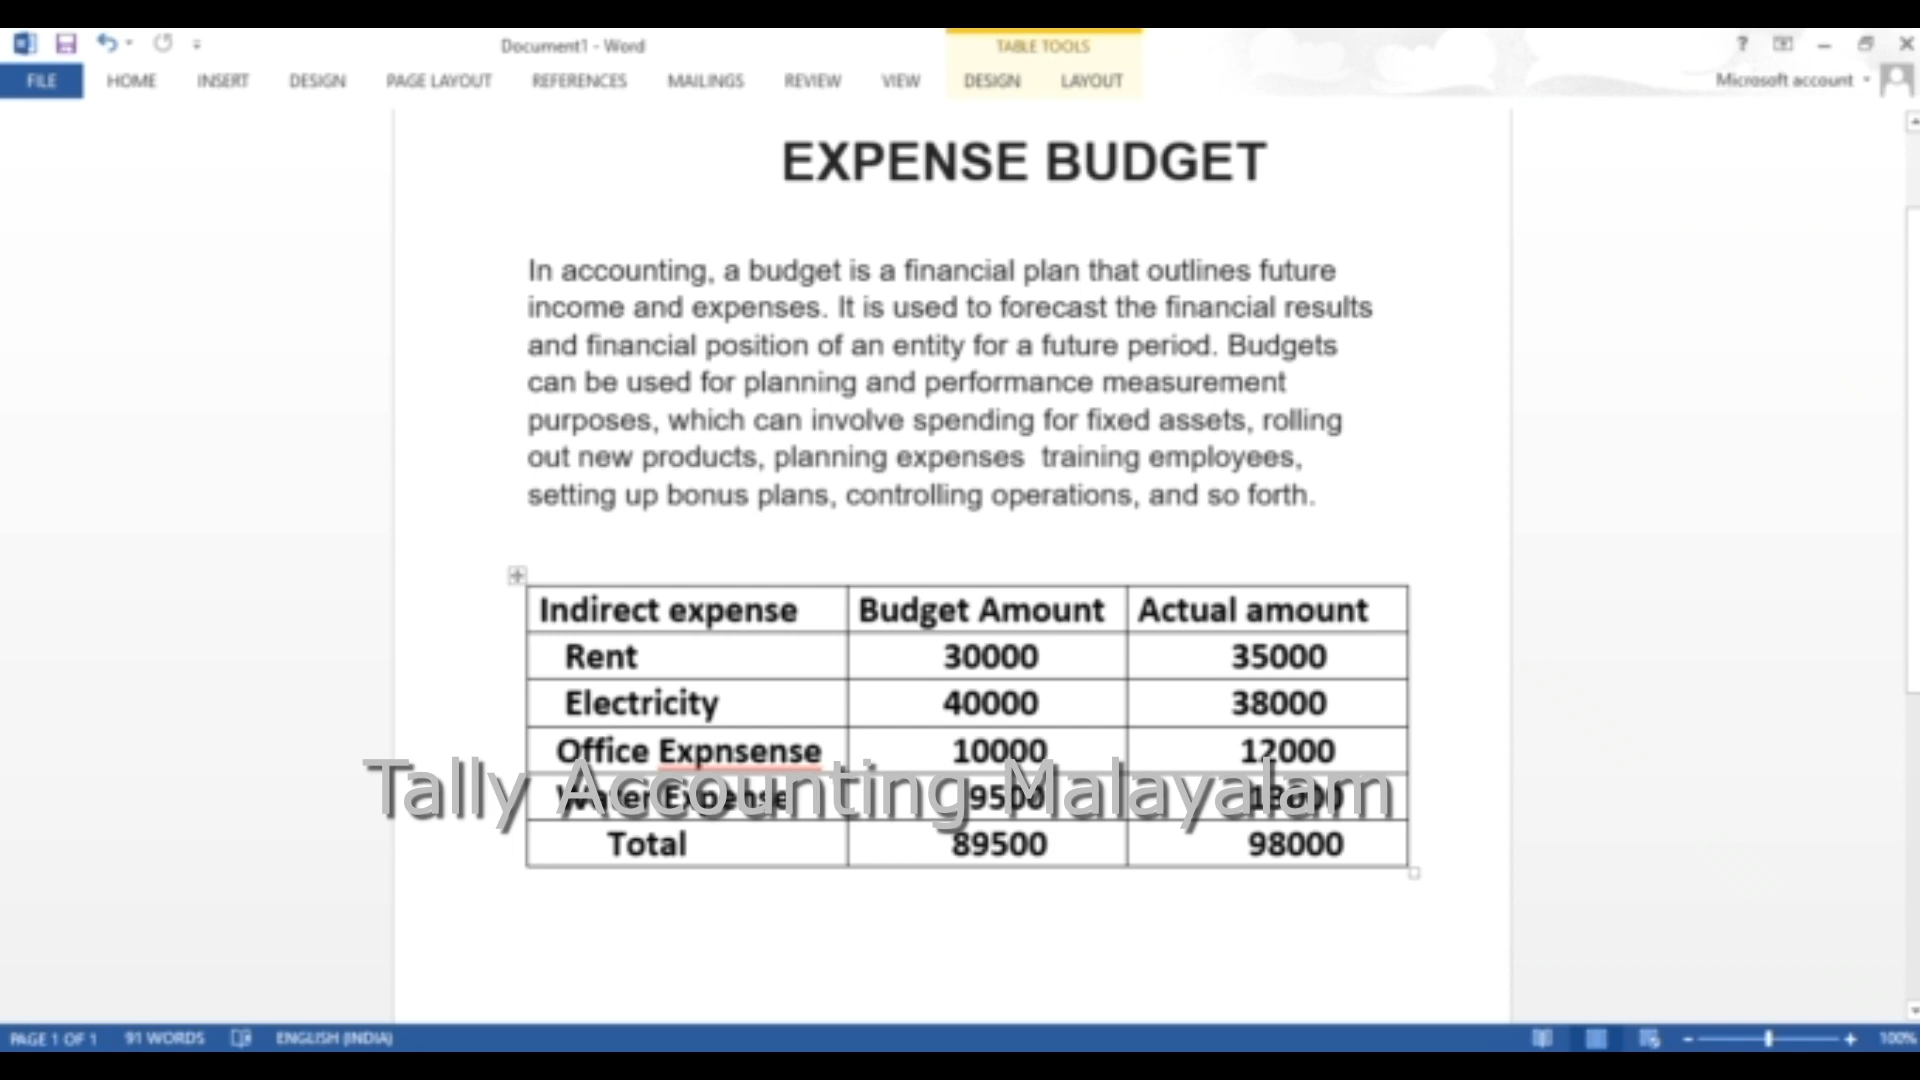 Document1 - Word
TABLE TOOLS
?
FILE HOME INSERT DESIGN PAGE LAYOUT REFERENCES MAILINGS REVIEW VIEW DESIGN LAYOUT Microsoft account
EXPENSE BUDGET
In accounting, a budget is a financial plan that outlines future
income and expenses. It is used to forecast the financial results
and financial position of an entity for a future period. Budgets
can be used for planning and performance measurement
purposes, which can involve spending for fixed assets, rolling
out new products, planning expenses training employees,
setting up bonus plans, controlling operations, and so forth.
Indirect expense Budget Amount Actual amount
Rent 30000 35000
Electricity 40000 38000
Office Expnsense 10000 12000
Water Expense 9500 13000
Tally Accounting Malayalam
Total 89500 98000
PAGE 1 OF 1 91 WORDS ENGLISH (INDIA) 100%